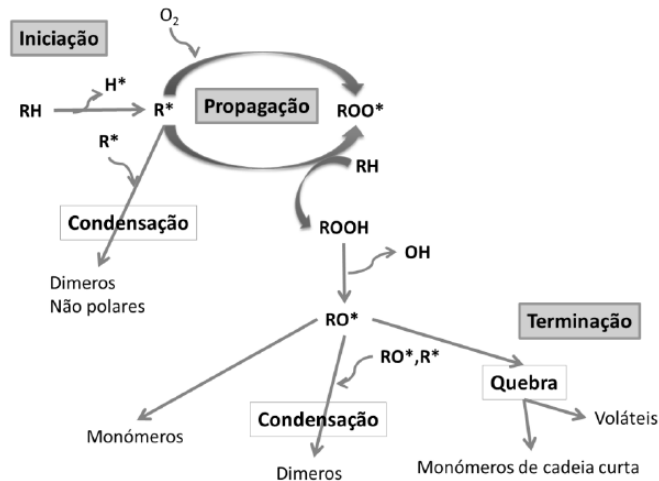 O₂
Iniciação
H*
RH
R*
Propagação
ROO*
R*
RH
Condensação
ROOH
OH
Dimeros
Não polares
RO*
Terminação
RO*,R*
Quebra
Condensação
Voláteis
Monómeros
Dimeros
Monómeros de cadeia curta